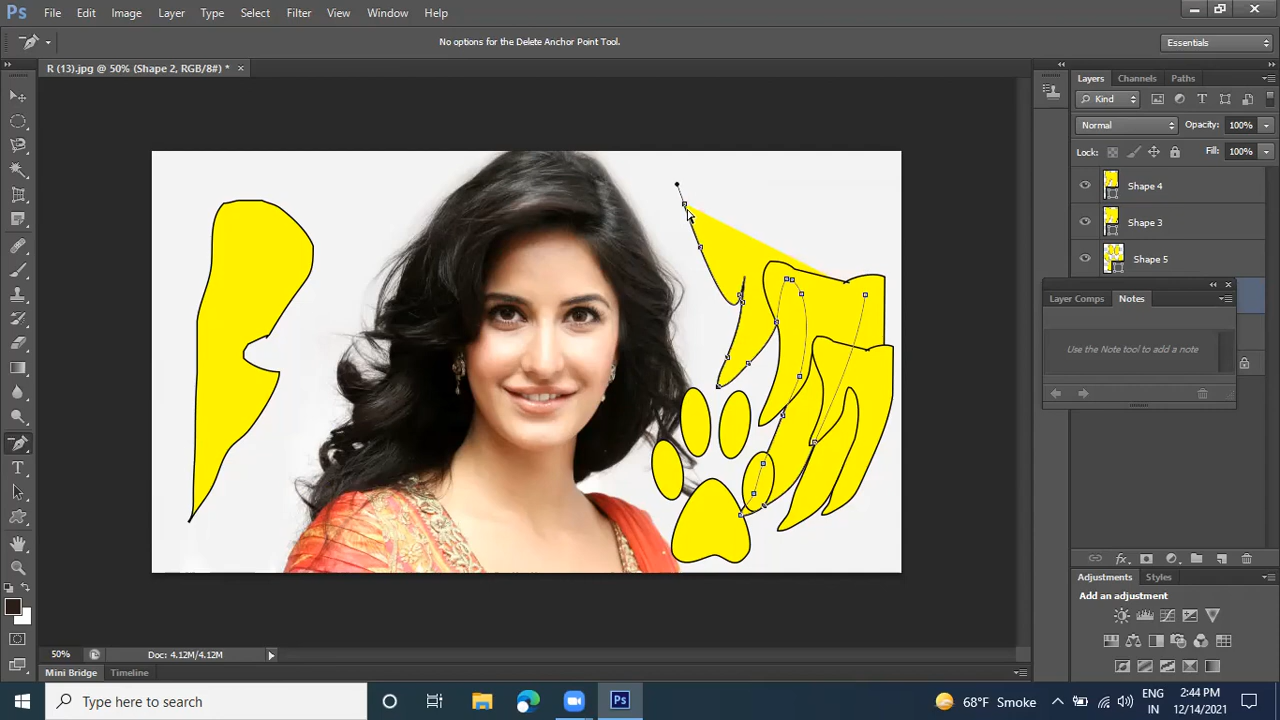 Ps File Edit Image Layer Type Select Filter View Window Help
No options for the Delete Anchor Point Tool.
Essentials
R (13).jpg @ 50% (Shape 2, RGB/8#) * ×
Layers Channels Paths
Kind
Normal Opacity: 100%
Lock: Fill: 100%
Shape 4
Shape 3
Shape 5
Layer Comps Notes
Use the Note tool to add a note
fx
Adjustments Styles
Add an adjustment
50% Doc: 4.12M/4.12M
Mini Bridge Timeline
Type here to search
Ps
68°F Smoke
ENG
IN
2:44 PM
12/14/2021